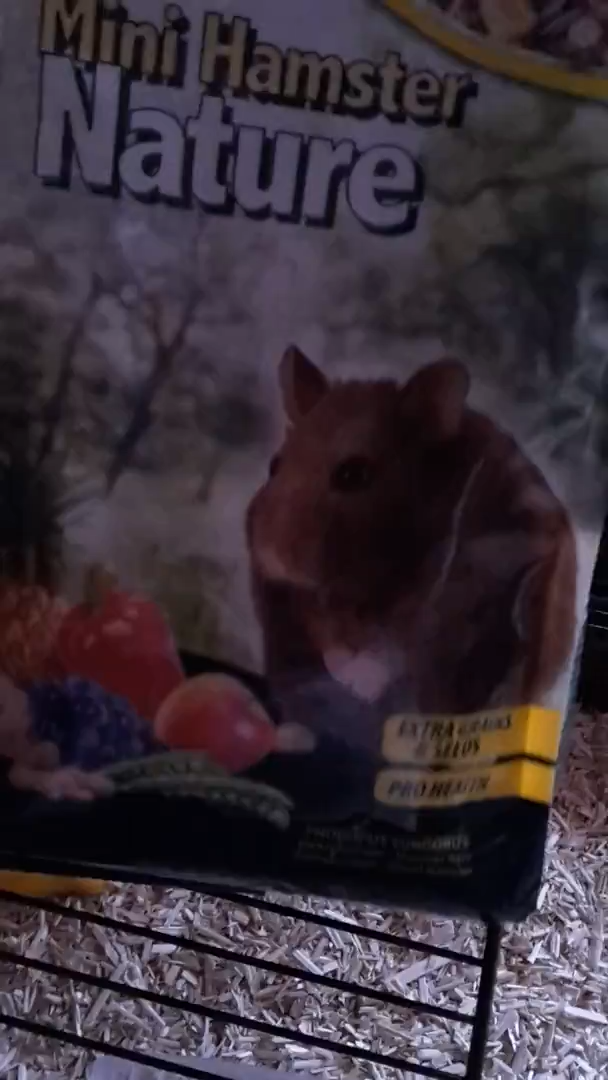 Mini Hamster
Nature
EXTRA GRAINS
& SEEDS
PRO HEALTH